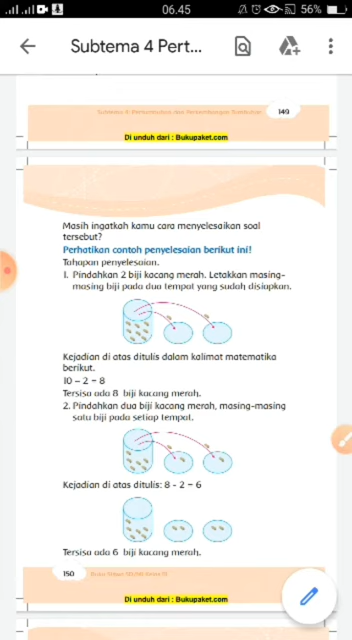 06.45
56%
Subtema 4 Pert...
149
Di unduh dari : Bukupaket.com
Masih ingatkah kamu cara menyelesaikan soal
tersebut?
Perhatikan contoh penyelesaian berikut ini!
Tahapan penyelesaian.
1. Pindahkan 2 biji kacang merah. Letakkan masing-
masing biji pada dua tempat yang sudah disiapkan.
Kejadian di atas ditulis dalam kalimat matematika
berikut.
10 - 2 = 8
Tersisa ada 8 biji kacang merah.
2. Pindahkan dua biji kacang merah, masing-masing
satu biji pada setiap tempat.
Kejadian di atas ditulis: 8 - 2 = 6
Tersisa ada 6 biji kacang merah.
150
Di unduh dari : Bukupaket.com